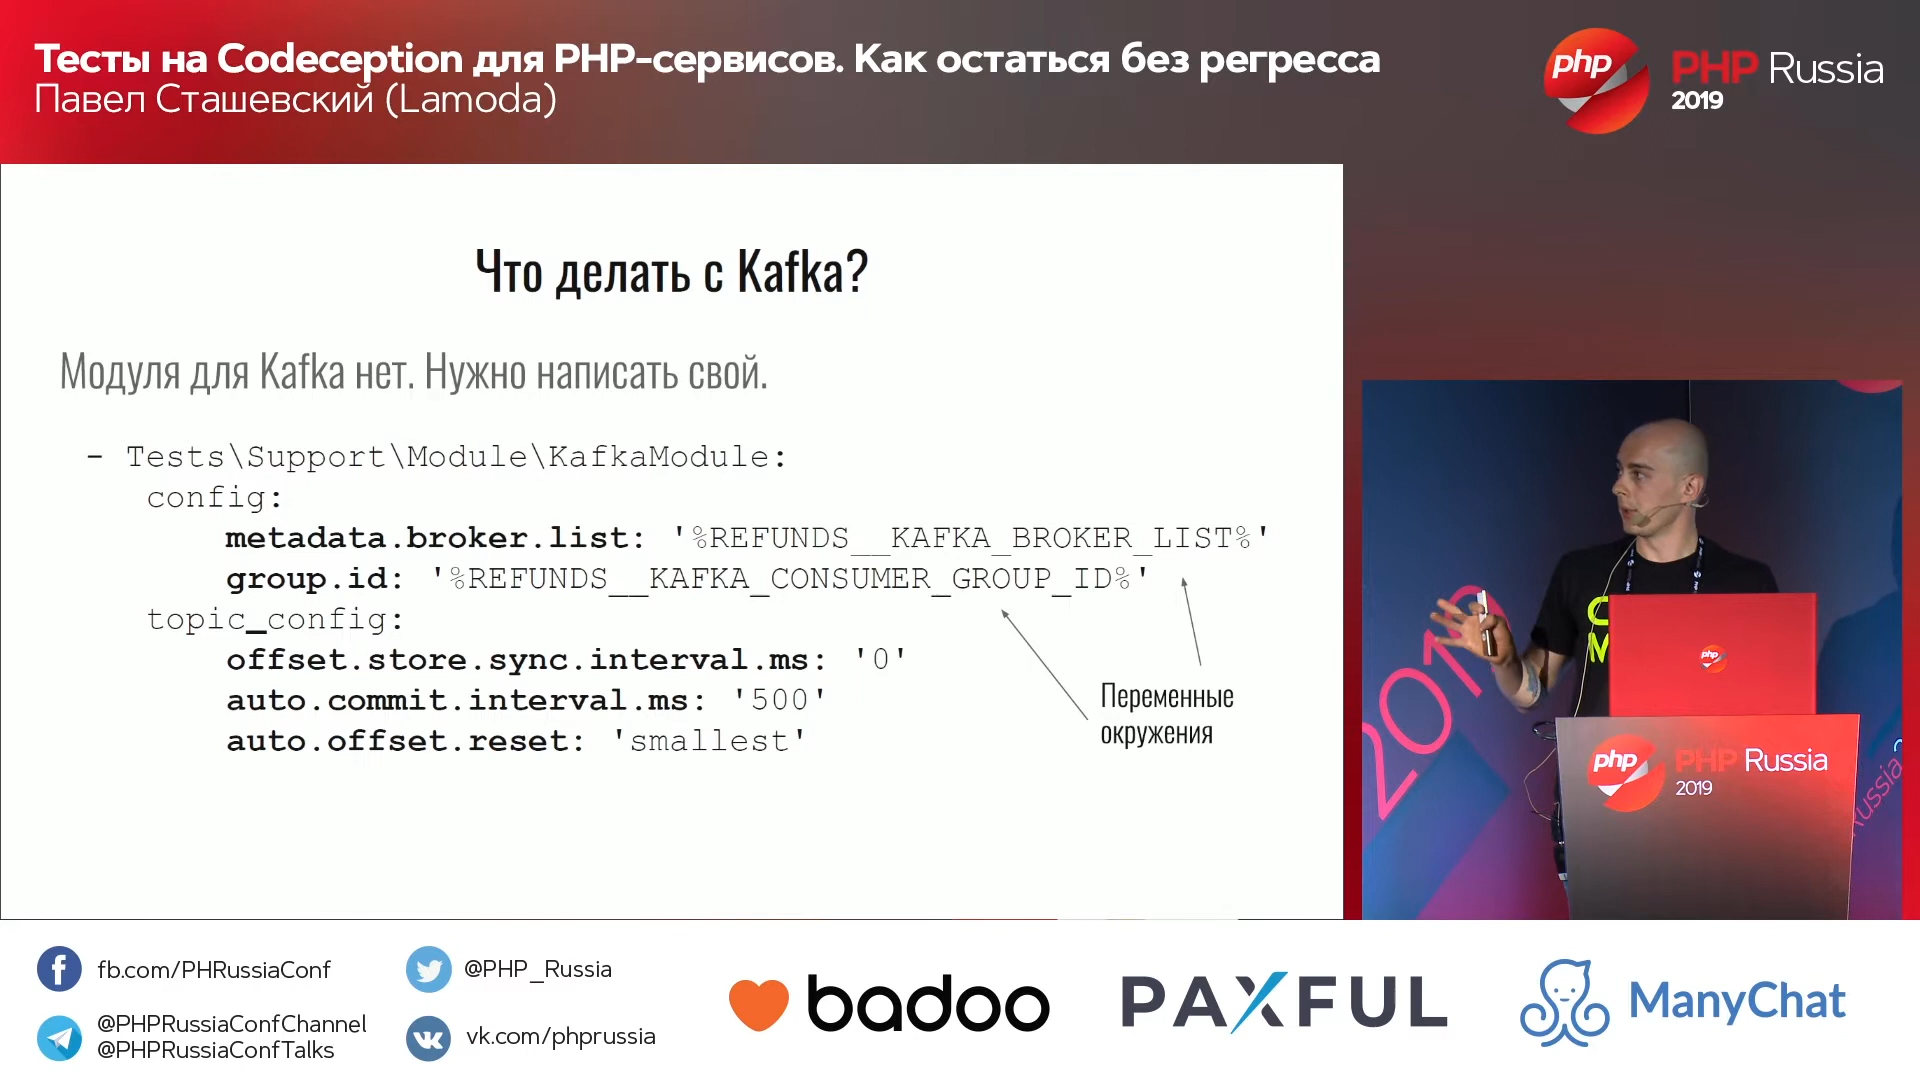 Тесты на Codeception для PHP-сервисов. Как остаться без регресса
Павел Сташевский (Lamoda)
php
PHP Russia
2019
Что делать с Kafka?
Модуля для Kafka нет. Нужно написать свой.
- Tests\Support\Module\KafkaModule:
config:
metadata.broker.list: '%REFUNDS__KAFKA_BROKER_LIST%'
group.id: '%REFUNDS__KAFKA_CONSUMER_GROUP_ID%'
topic_config:
offset.store.sync.interval.ms: '0'
auto.commit.interval.ms: '500'
auto.offset.reset: 'smallest'
Переменные
окружения
2019
php
php
PHP Russia
2019
Russia
fb.com/PHRussiaConf
@PHP_Russia
@PHPRussiaConfChannel
@PHPRussiaConfTalks
vk.com/phprussia
badoo
PAXFUL
ManyChat